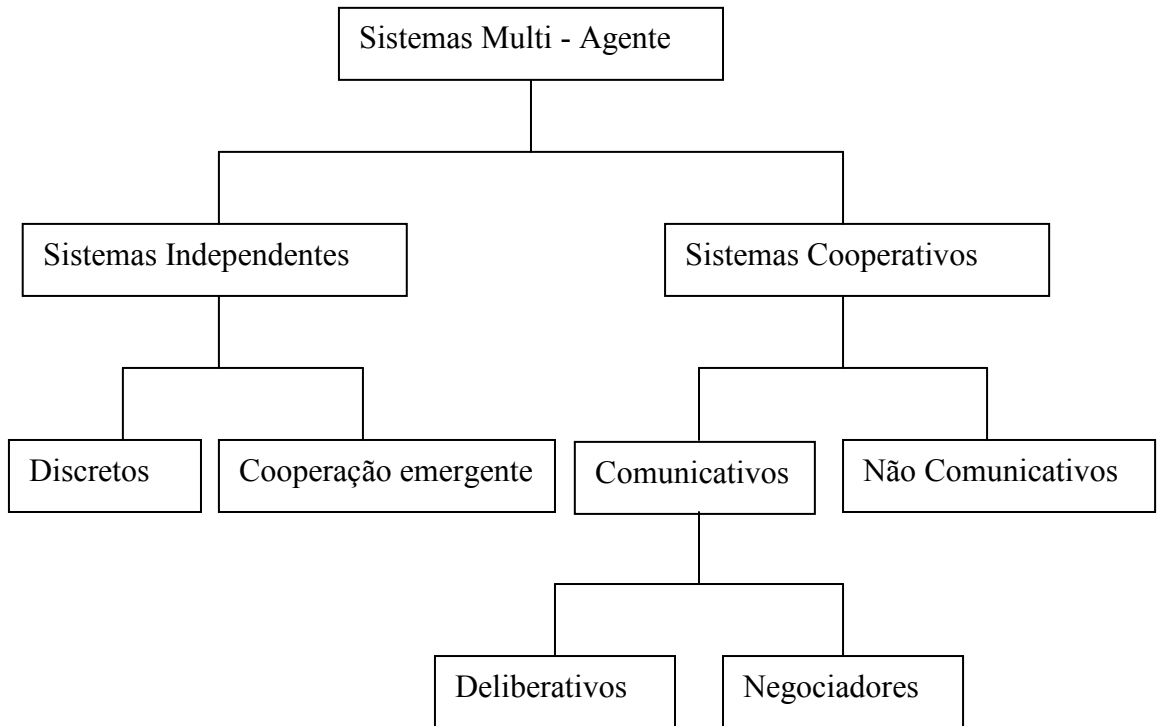 Sistemas Multi - Agente
Sistemas Independentes
Sistemas Cooperativos
Discretos
Cooperação emergente
Comunicativos
Não Comunicativos
Deliberativos
Negociadores